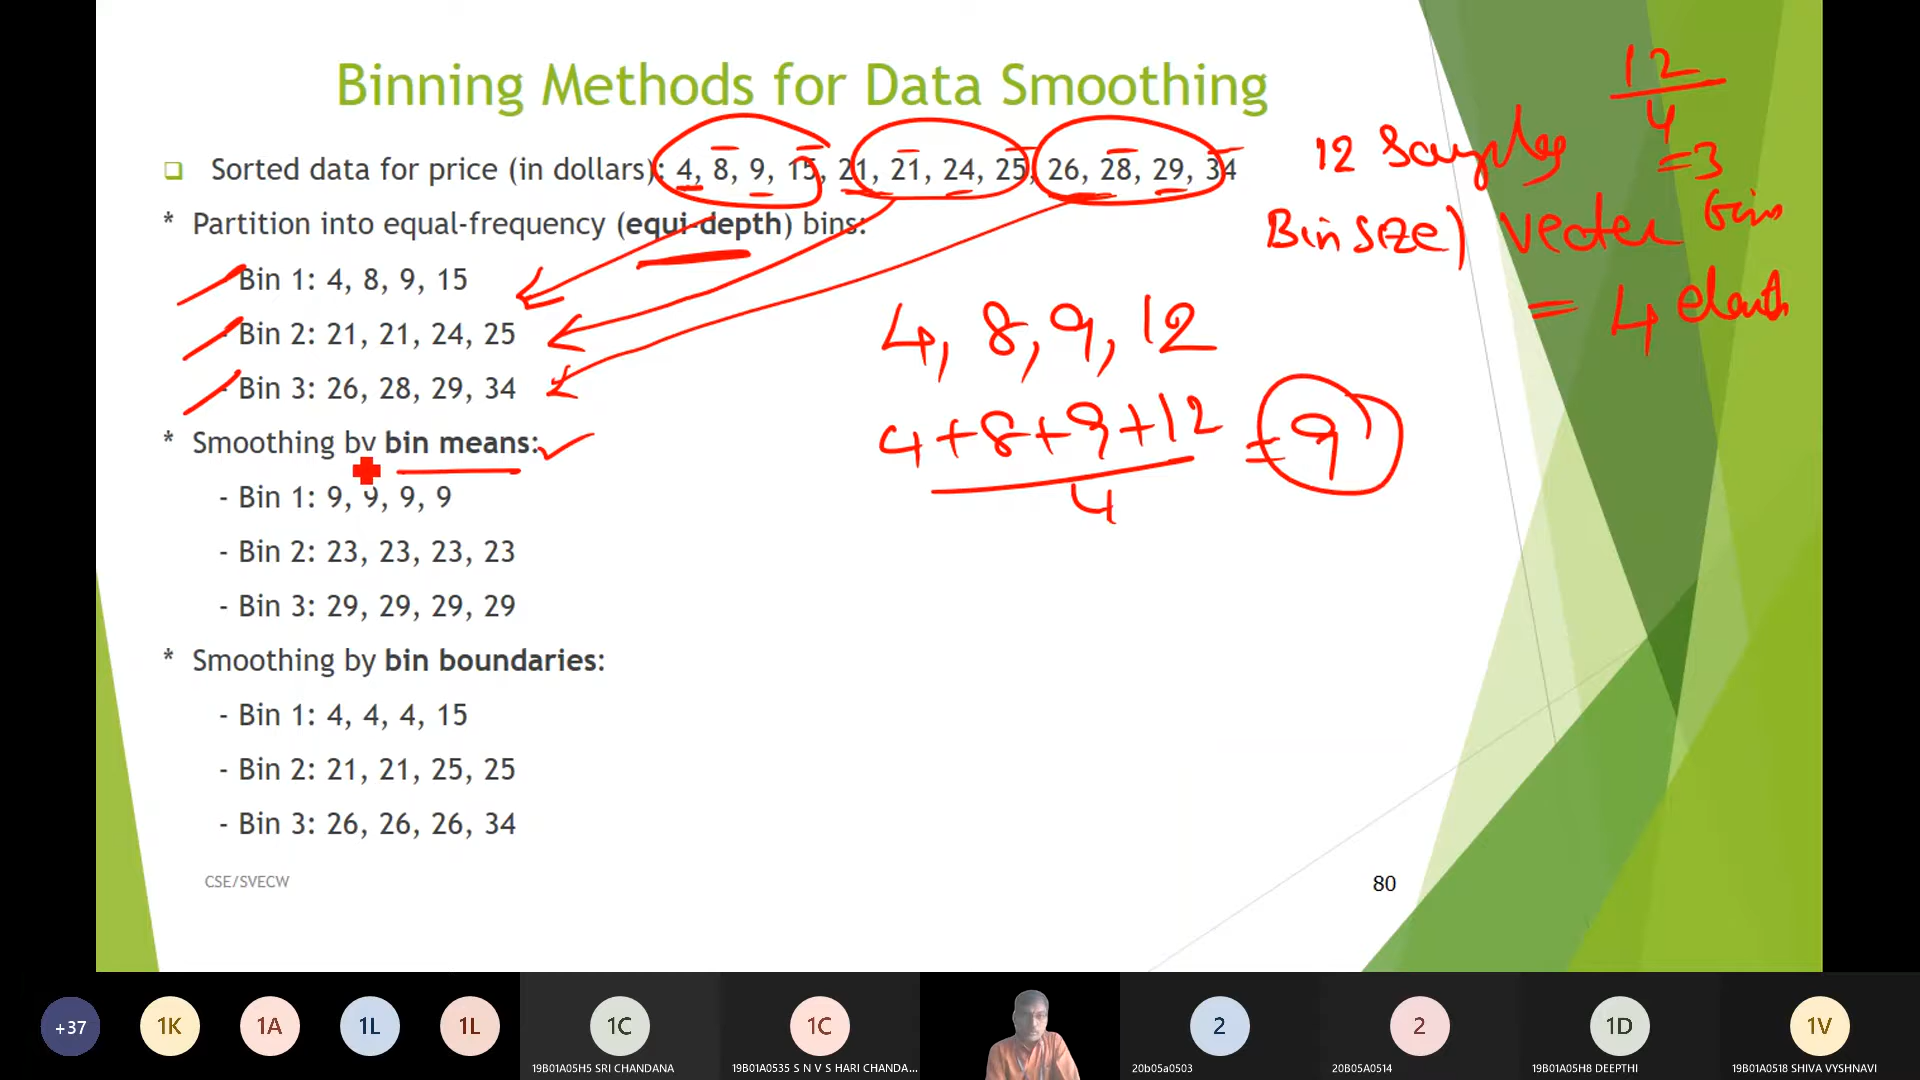 Binning Methods for Data Smoothing
❑ Sorted data for price (in dollars): 4, 8, 9, 15, 21, 21, 24, 25, 26, 28, 29, 34
* Partition into equal-frequency (equi-depth) bins:
- Bin 1: 4, 8, 9, 15
- Bin 2: 21, 21, 24, 25
- Bin 3: 26, 28, 29, 34
* Smoothing by bin means:
- Bin 1: 9, 9, 9, 9
- Bin 2: 23, 23, 23, 23
- Bin 3: 29, 29, 29, 29
* Smoothing by bin boundaries:
- Bin 1: 4, 4, 4, 15
- Bin 2: 21, 21, 25, 25
- Bin 3: 26, 26, 26, 34
12
4
= 3
12
Bin size)
= 4
4, 8, 9, 12
4+8+9+12 = 9
4
CSE/SVECW
80
+37
1K
1A
1L
1L
1C
1C
2
2
1D
1V
19B01A05H5 SRI CHANDANA
19B01A0535 S N V S HARI CHANDA...
20b05a0503
20B05A0514
19B01A05H8 DEEPTHI
19B01A0518 SHIVA VYSHNAVI